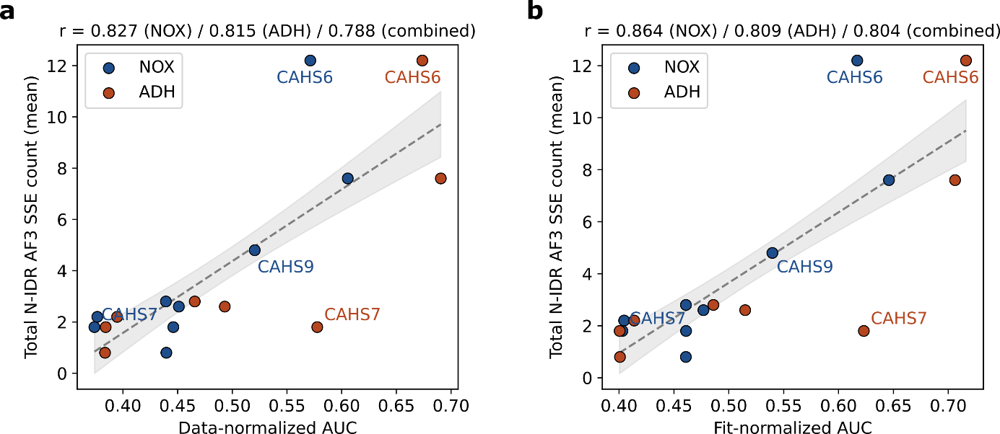 a
r = 0.827 (NOX) / 0.815 (ADH) / 0.788 (combined)
Total N-IDR AF3 SSE count (mean)
12
10
8
6
4
2
0
NOX
ADH
CAHS6
CAHS6
CAHS9
CAHS7
CAHS7
0.40 0.45 0.50 0.55 0.60 0.65 0.70
Data-normalized AUC
b
r = 0.864 (NOX) / 0.809 (ADH) / 0.804 (combined)
Total N-IDR AF3 SSE count (mean)
12
10
8
6
4
2
0
NOX
ADH
CAHS6
CAHS6
CAHS9
CAHS7
CAHS7
0.40 0.45 0.50 0.55 0.60 0.65 0.70
Fit-normalized AUC